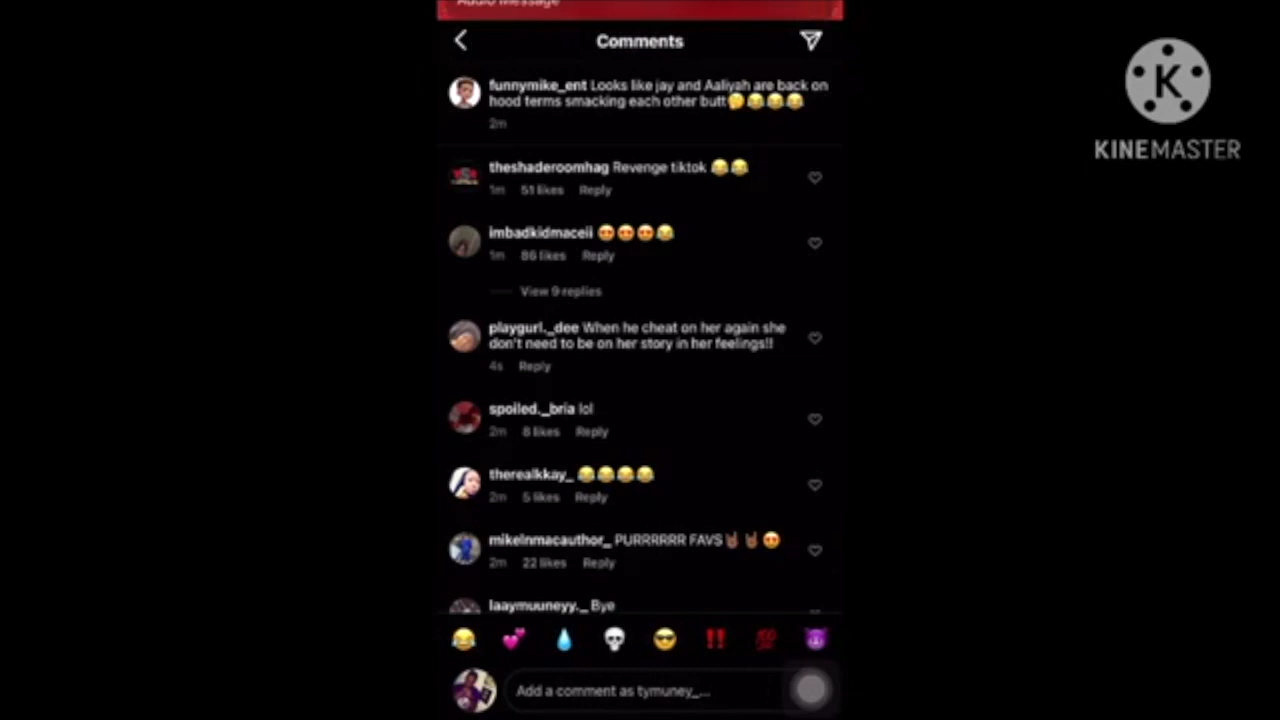 Audio Message
Comments
funnymike_ent Looks like jay and Aaliyah are back on
hood terms smacking each other butt🤔😂😂😂
2m
theshaderoomhag Revenge tiktok 😂😂
1m 51 likes Reply
imbadkidmaceii 😍😍😍😂
1m 86 likes Reply
View 9 replies
playgurl._dee When he cheat on her again she
don't need to be on her story in her feelings!!
4s Reply
spoiled._bria lol
2m 8 likes Reply
therealkkay_ 😂😂😂😂
2m 5 likes Reply
mikelnmacauthor_ PURRRRRR FAVS🤘🏾🤘🏾😍
2m 22 likes Reply
laaymuuneyy._ Bye
😂 💕 💧 💀 😎 ‼️ 💯 😈
Add a comment as tymuney_...
K
KINEMASTER